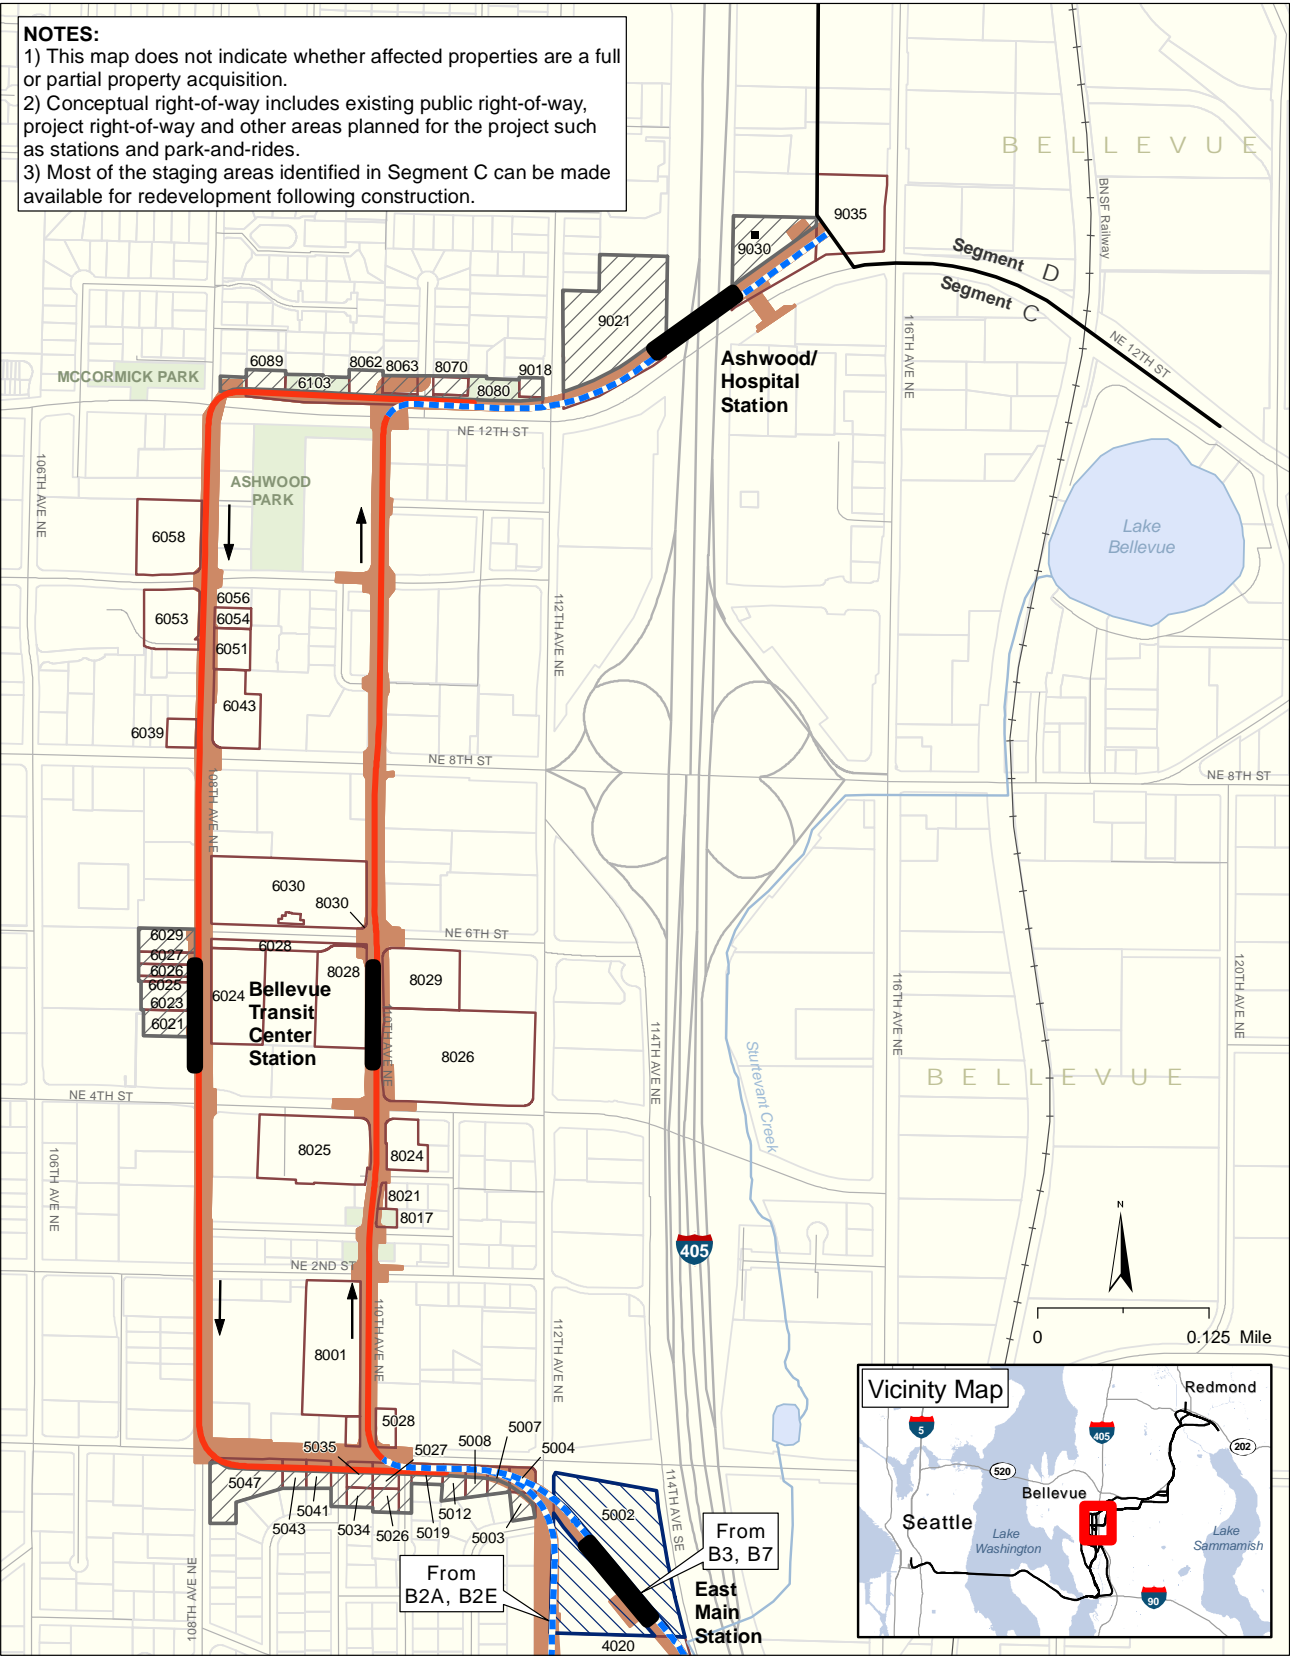 NOTES:
1) This map does not indicate whether affected properties are a full
or partial property acquisition.
2) Conceptual right-of-way includes existing public right-of-way,
project right-of-way and other areas planned for the project such
as stations and park-and-rides.
3) Most of the staging areas identified in Segment C can be made
available for redevelopment following construction.
BELLEVUE
BNSF Railway
9035
9030
Segment D
Segment C
9021
116TH AVE NE
NE 12TH ST
Ashwood/
Hospital
Station
6089
8062
8063
8070
9018
MCCORMICK PARK
6103
8080
NE 12TH ST
106TH AVE NE
ASHWOOD
PARK
6058
Lake
Bellevue
6056
6053
6054
6051
112TH AVE NE
6043
6039
NE 8TH ST
NE 8TH ST
108TH AVE NE
6030
8030
6029
NE 6TH ST
6028
6027
6026
8028
8029
6025
6024
Bellevue
Transit
Center
Station
6023
6021
110TH AVE NE
8026
114TH AVE NE
116TH AVE NE
120TH AVE NE
Sturtevant Creek
BELLEVUE
NE 4TH ST
8025
8024
106TH AVE NE
8021
8017
N
405
NE 2ND ST
0
0.125 Mile
8001
110TH AVE NE
112TH AVE NE
5028
5007
5008
5004
5035
5027
5047
5043
5041
5034
5026
5019
5012
5003
5002
114TH AVE SE
From
B3, B7
From
B2A, B2E
East
Main
Station
4020
108TH AVE NE
Vicinity Map
Redmond
5
405
202
520
Bellevue
Seattle
Lake
Washington
Lake
Sammamish
90